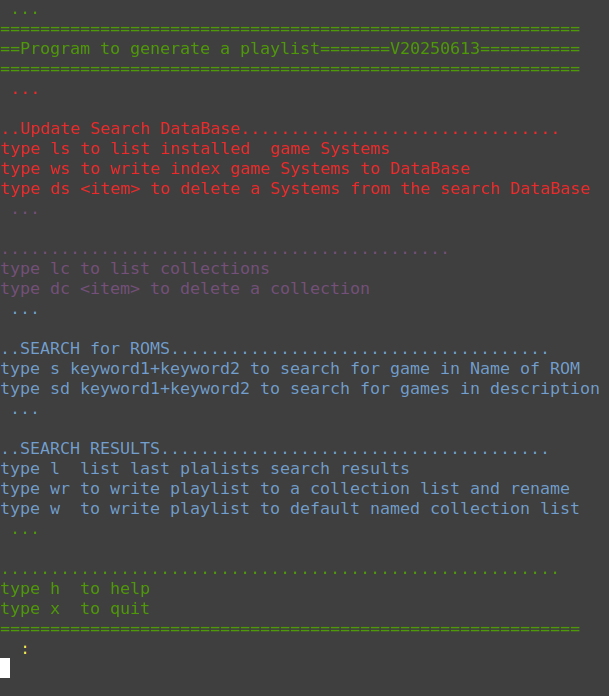 ...
==========================================================
==Program to generate a playlist=======V20250613==========
==========================================================
 ...
..Update Search DataBase................................
type ls to list installed  game Systems
type ws to write index game Systems to DataBase
type ds <item> to delete a Systems from the search DataBase
 ...
.............................................
type lc to list collections
type dc <item> to delete a collection
 ...
..SEARCH for ROMS......................................
type s keyword1+keyword2 to search for game in Name of ROM
type sd keyword1+keyword2 to search for games in description
 ...
..SEARCH RESULTS.......................................
type l  list last plalists search results
type wr to write playlist to a collection list and rename
type w  to write playlist to default named collection list
 ...
........................................................
type h  to help
type x  to quit
==========================================================
  :